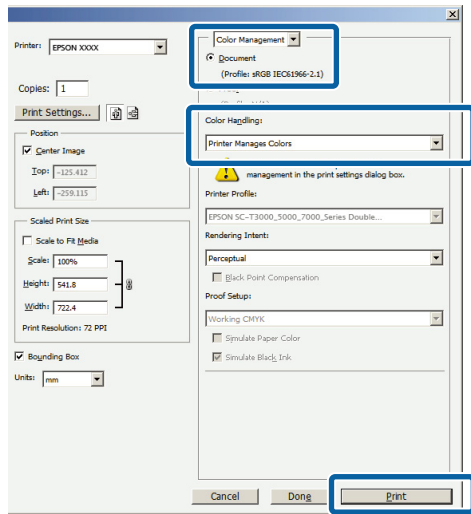 Printer: EPSON XXXX
Copies: 1
Print Settings...
Position
Center Image
Top: -125.412
Left: -259.115
Scaled Print Size
Scale to Fit Media
Scale: 100%
Height: 541.8
Width: 722.4
Print Resolution: 72 PPI
Bounding Box
Units: mm
Color Management
Document
(Profile: sRGB IEC61966-2.1)
Color Handling:
Printer Manages Colors
management in the print settings dialog box.
Printer Profile:
EPSON SC-T3000_5000_7000_Series Double...
Rendering Intent:
Perceptual
Black Point Compensation
Proof Setup:
Working CMYK
Simulate Paper Color
Simulate Black Ink
Cancel
Done
Print